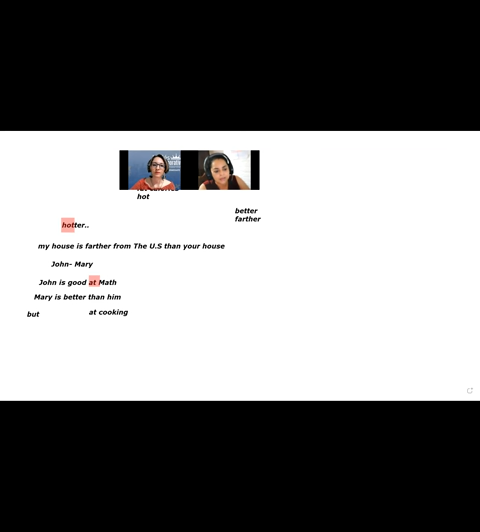 hot
better
farther
hotter..
my house is farther from The U.S than your house
John- Mary
John is good at Math
Mary is better than him
at cooking
but